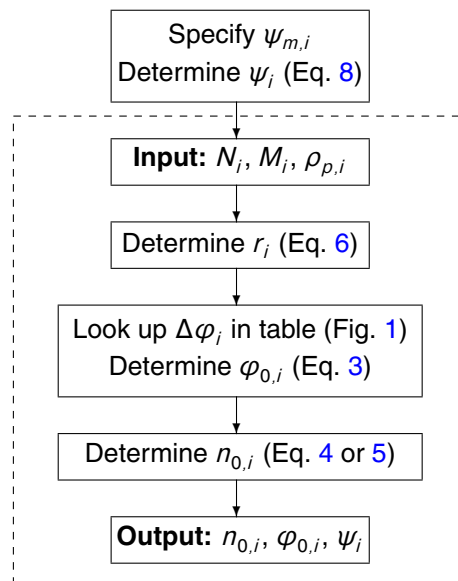 Specify ψ_{m,i}
Determine ψ_i (Eq. 8)
Input: N_i, M_i, ρ_{p,i}
Determine r_i (Eq. 6)
Look up Δφ_i in table (Fig. 1)
Determine φ_{0,i} (Eq. 3)
Determine n_{0,i} (Eq. 4 or 5)
Output: n_{0,i}, φ_{0,i}, ψ_i